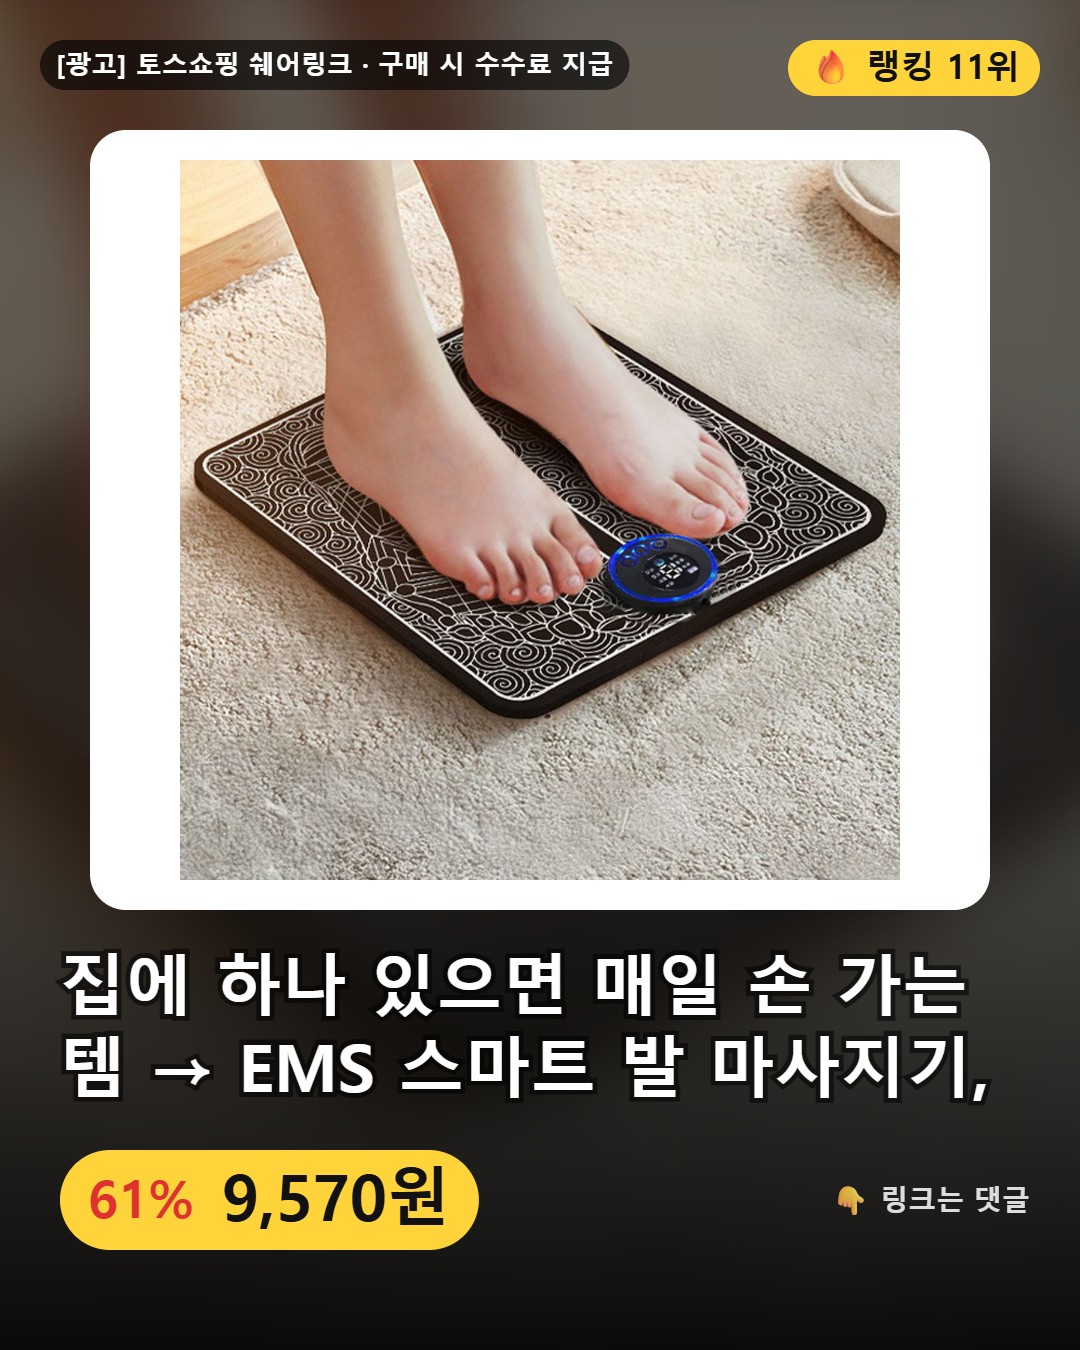 [광고] 토스쇼핑 쉐어링크 · 구매 시 수수료 지급
🔥 랭킹 11위
집에 하나 있으면 매일 손 가는
템 → EMS 스마트 발 마사지기,
61% 9,570원
👇 링크는 댓글